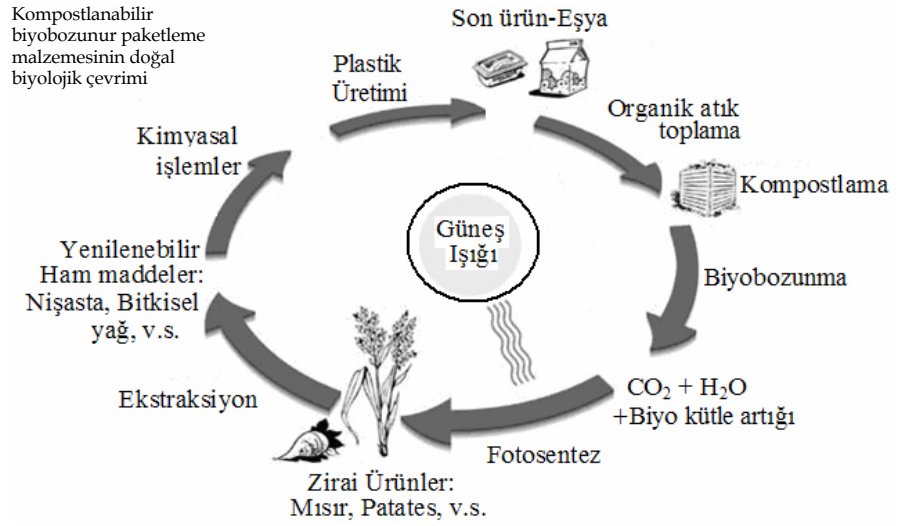 Kompostlanabilir
biyobozunur paketleme
malzemesinin doğal
biyolojik çevrimi
Son ürün-Eşya
Plastik
Üretimi
Organik atık
toplama
Kimyasal
işlemler
Kompostlama
Güneş
Işığı
Yenilenebilir
Ham maddeler:
Nişasta, Bitkisel
yağ, v.s.
Biyobozunma
Ekstraksiyon
CO₂ + H₂O
+Biyo kütle artığı
Fotosentez
Zirai Ürünler:
Mısır, Patates, v.s.